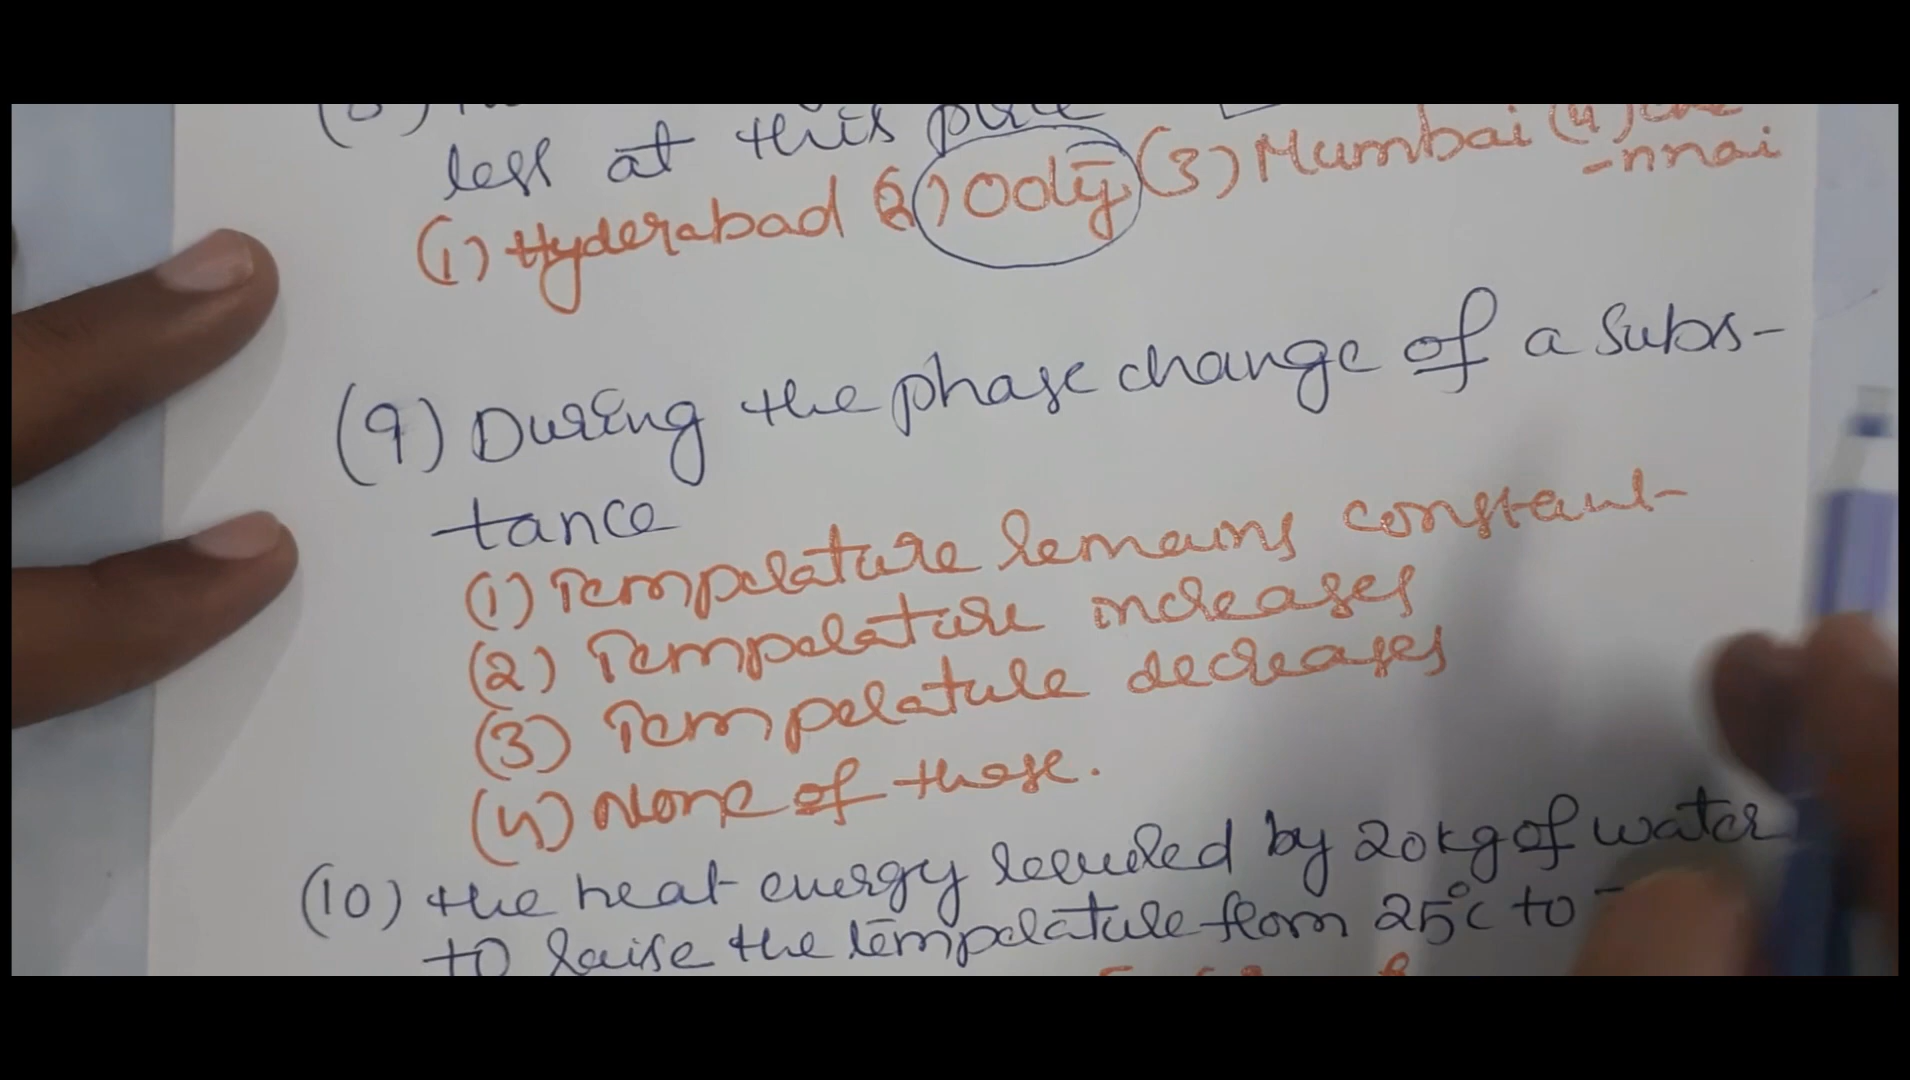 less at this
(1) Hyderabad (2) Ooty (3) Mumbai (4) che
-nnai
(9) During the phase change of a subs-
tance
(1) Temperature remains constant
(2) Temperature increases
(3) Temperature decreases
(4) None of these.
(10) the heat energy required by 20kg of water
to raise the temperature from 25°c to